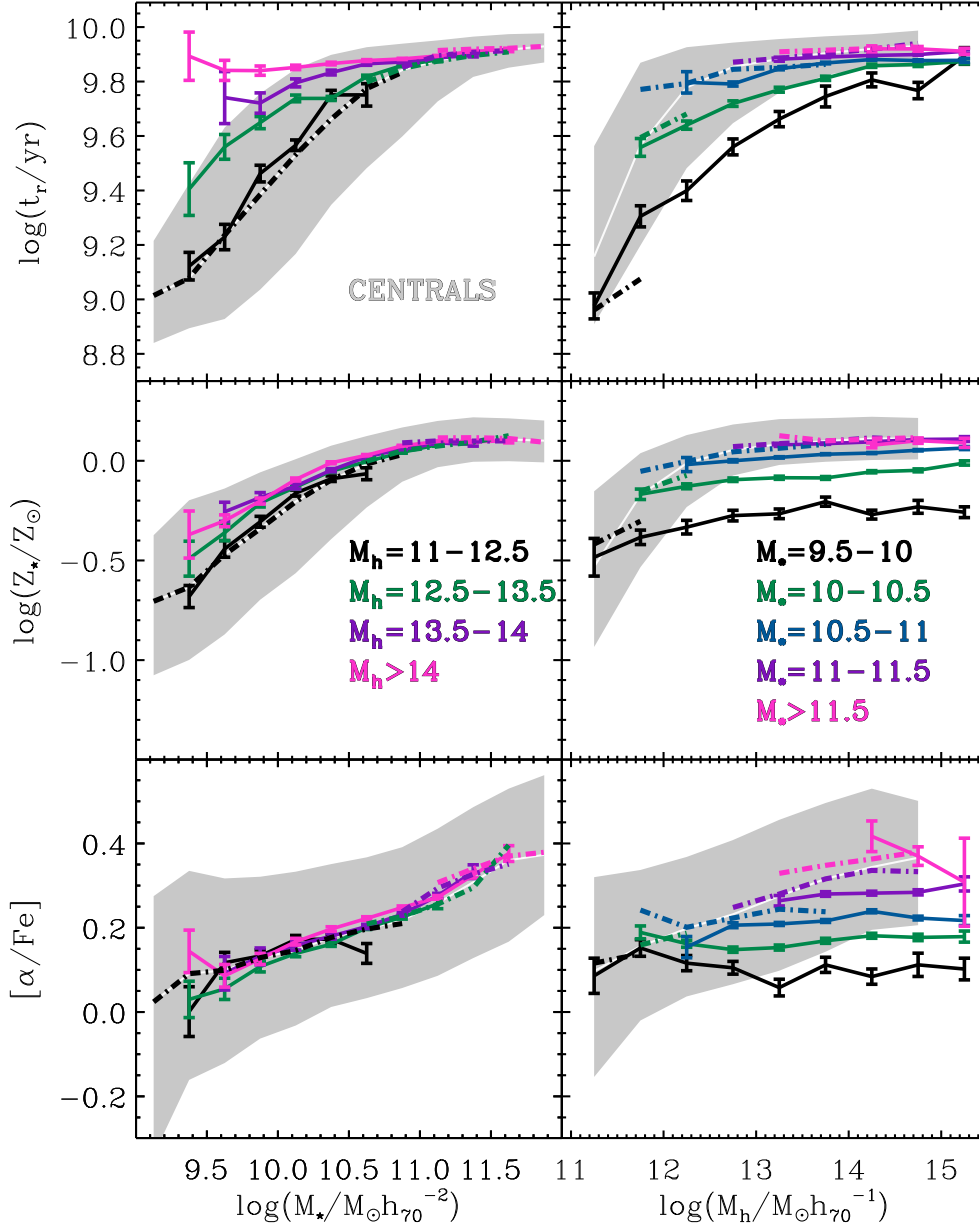 10.0
9.8
9.6
9.4
9.2
9.0
8.8
log(t_r/yr)
CENTRALS
0.0
−0.5
−1.0
log(Z_⋆/Z_⊙)
M_h=11−12.5
M_h=12.5−13.5
M_h=13.5−14
M_h>14
M_*=9.5−10
M_*=10−10.5
M_*=10.5−11
M_*=11−11.5
M_*>11.5
0.4
0.2
0.0
−0.2
[α/Fe]
9.5 10.0 10.5 11.0 11.5
log(M_⋆/M_⊙h_70^−2)
11 12 13 14 15
log(M_h/M_⊙h_70^−1)